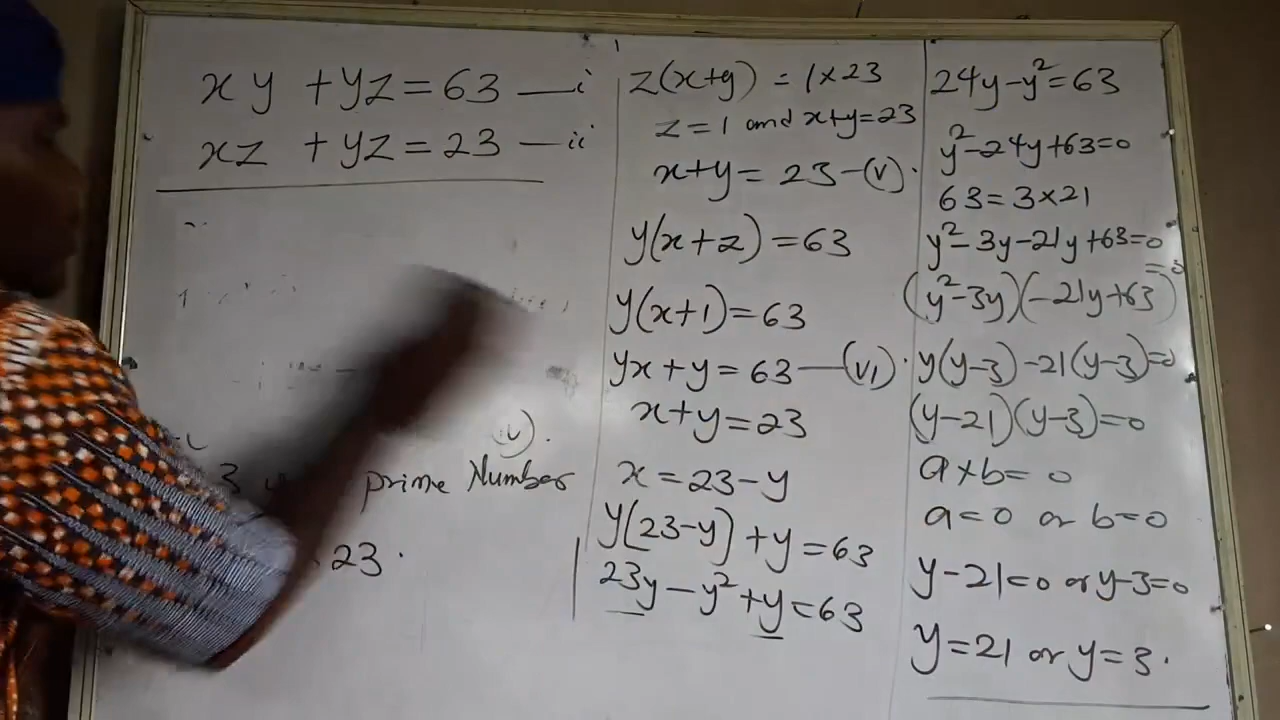 xy + yz = 63 — i
xz + yz = 23 — ii
(v).
3 prime Number
23.
z(x+y) = 1×23
z = 1 and x+y=23
x+y = 23 – (v).
y(x+z) = 63
y(x+1) = 63
yx + y = 63 — (vi).
x+y = 23
x = 23 - y
y(23-y) + y = 63
23y - y² + y = 63
24y - y² = 63
y² - 24y + 63 = 0
63 = 3×21
y² - 3y - 21y + 63 = 0
(y² - 3y)(-21y + 63) = 0
y(y-3) - 21(y-3) = 0
(y-21)(y-3) = 0
a × b = 0
a = 0 or b = 0
y-21 = 0 or y-3 = 0
y = 21 or y = 3.